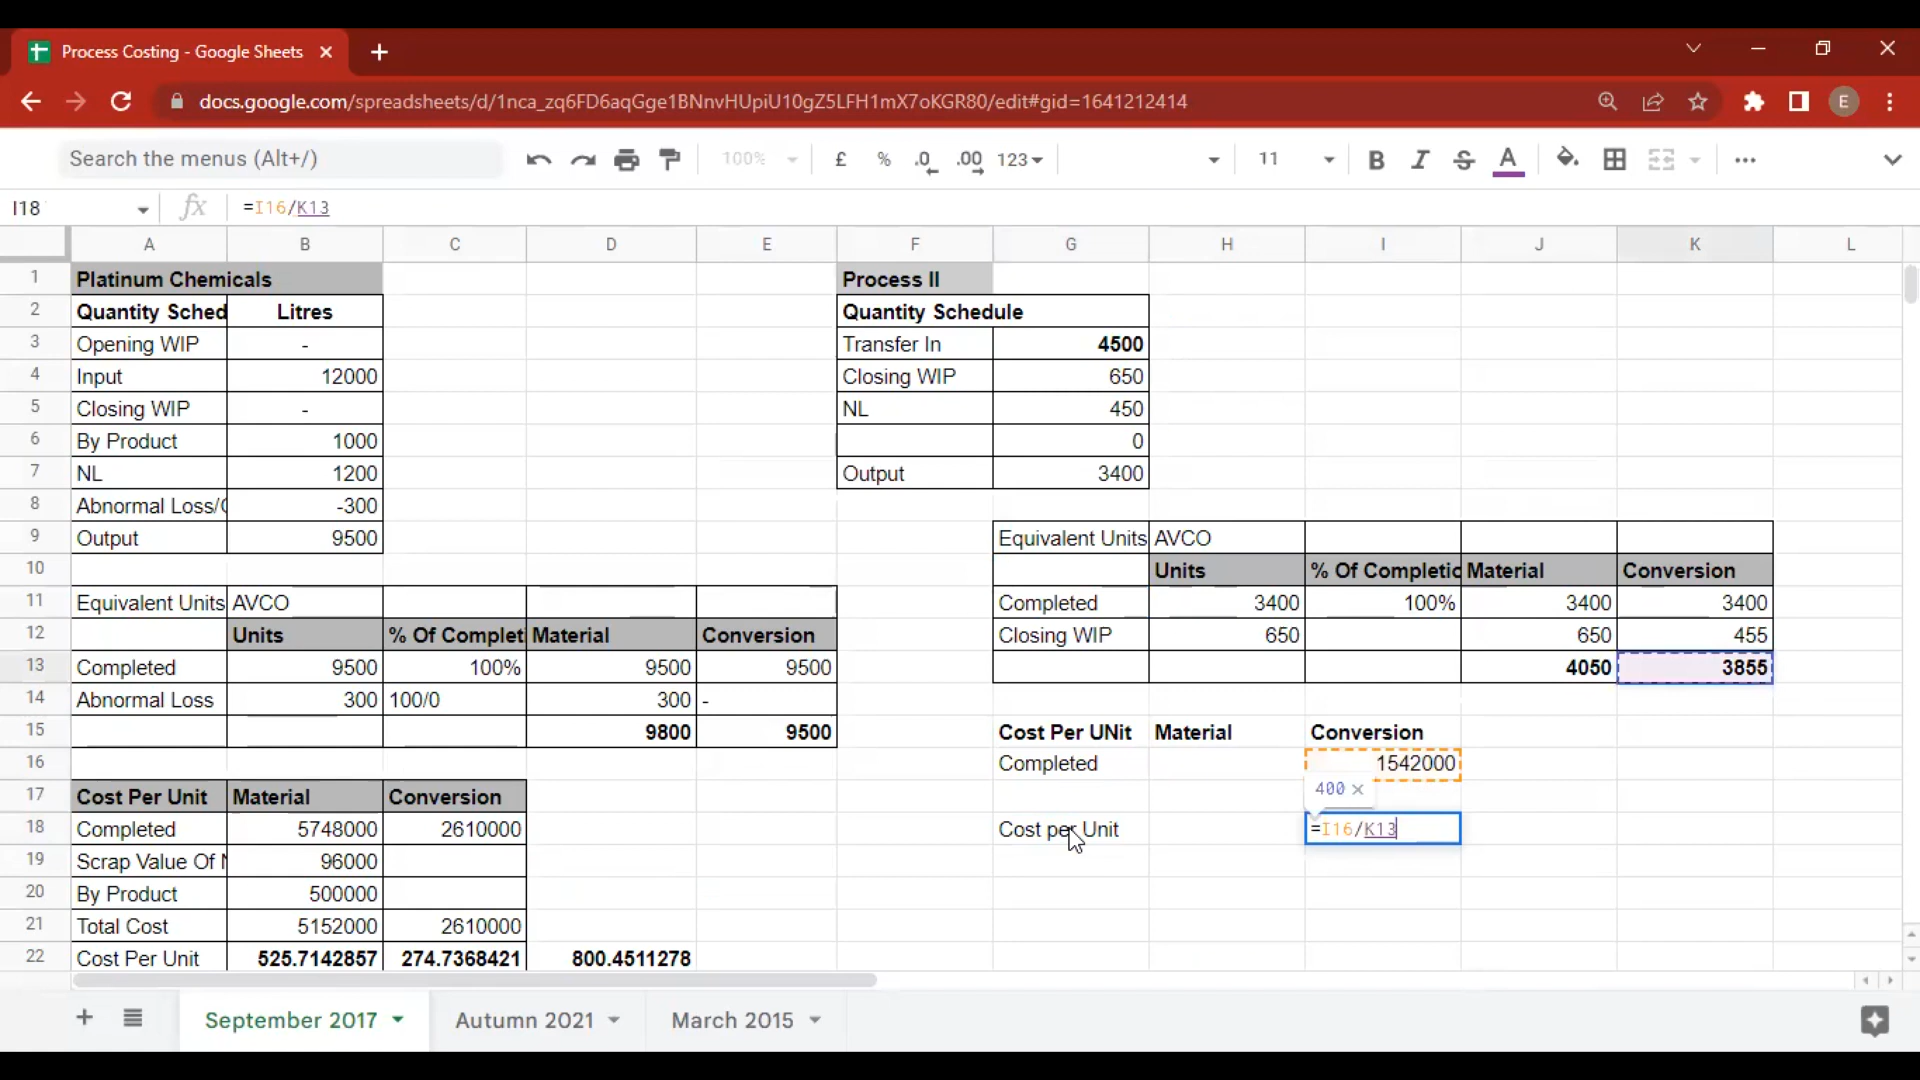 Process Costing - Google Sheets
docs.google.com/spreadsheets/d/1nca_zq6FD6aqGge1BNnvHUpiU10gZ5LFH1mX7oKGR80/edit#gid=1641212414
E
Search the menus (Alt+/)
100% £ % .0 .00 123 11 B I S A
I18 fx =I16/K13
A B C D E F G H I J K L
1 Platinum Chemicals Process II
2 Quantity Sched Litres Quantity Schedule
3 Opening WIP - Transfer In 4500
4 Input 12000 Closing WIP 650
5 Closing WIP - NL 450
6 By Product 1000 0
7 NL 1200 Output 3400
8 Abnormal Loss/ -300
9 Output 9500 Equivalent Units AVCO
10 Units % Of Completic Material Conversion
11 Equivalent Units AVCO Completed 3400 100% 3400 3400
12 Units % Of Complet Material Conversion Closing WIP 650 650 455
13 Completed 9500 100% 9500 9500 4050 3855
14 Abnormal Loss 300 100/0 300 -
15 9800 9500 Cost Per UNit Material Conversion
16 Completed 1542000
17 Cost Per Unit Material Conversion 400 ×
18 Completed 5748000 2610000 Cost per Unit =I16/K13
19 Scrap Value Of 96000
20 By Product 500000
21 Total Cost 5152000 2610000
22 Cost Per Unit 525.7142857 274.7368421 800.4511278
September 2017 Autumn 2021 March 2015